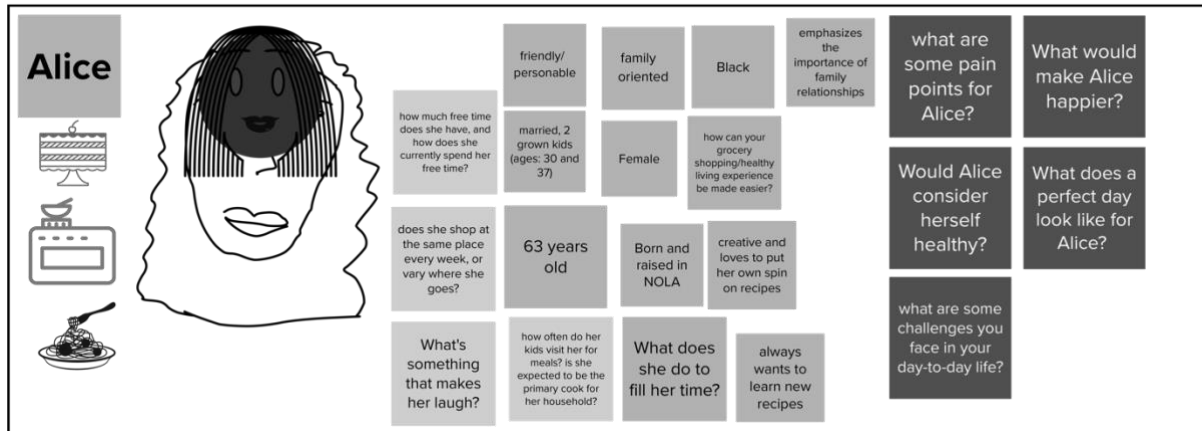 Alice
friendly/
personable
family
oriented
Black
emphasizes
the
importance of
family
relationships
how much free time
does she have, and
how does she
currently spend her
free time?
married, 2
grown kids
(ages: 30 and
37)
Female
how can your
grocery
shopping/healthy
living experience
be made easier?
does she shop at
the same place
every week, or
vary where she
goes?
63 years
old
Born and
raised in
NOLA
creative and
loves to put
her own spin
on recipes
What's
something
that makes
her laugh?
how often do her
kids visit her for
meals? is she
expected to be the
primary cook for
her household?
What does
she do to
fill her time?
always
wants to
learn new
recipes
what are
some pain
points for
Alice?
What would
make Alice
happier?
Would Alice
consider
herself
healthy?
What does a
perfect day
look like for
Alice?
what are some
challenges you
face in your
day-to-day life?